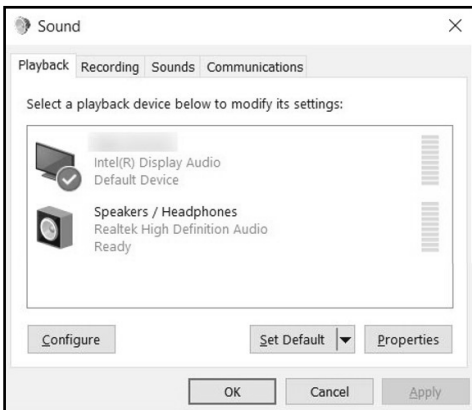 Sound
Playback Recording Sounds Communications
Select a playback device below to modify its settings:
Intel(R) Display Audio
Default Device
Speakers / Headphones
Realtek High Definition Audio
Ready
Configure Set Default Properties
OK Cancel Apply